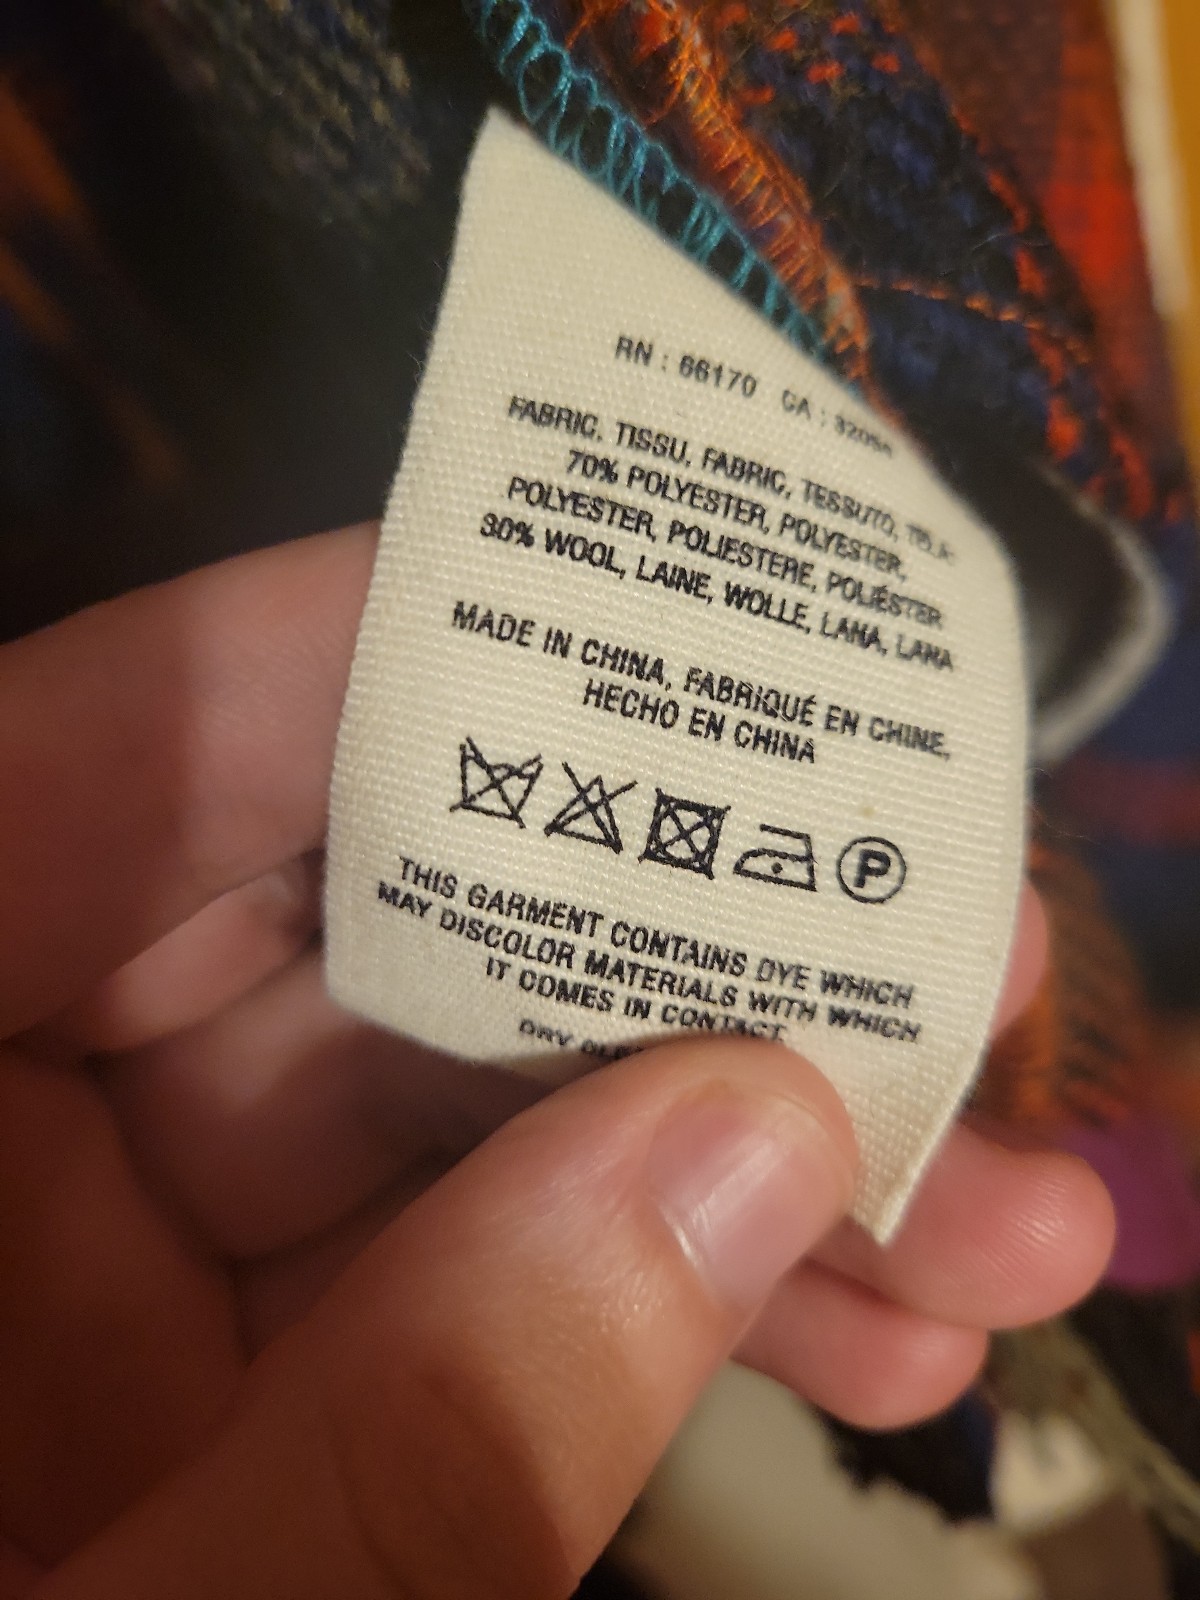 RN : 66170 CA :
FABRIC, TISSU, FABRIC, TESSUTO,
70% POLYESTER, POLYESTER,
POLYESTER, POLIESTERE, POLIÉSTER
30% WOOL, LAINE, WOLLE, LANA, LANA
MADE IN CHINA, FABRIQUÉ EN CHINE,
HECHO EN CHINA
P
THIS GARMENT CONTAINS DYE WHICH
MAY DISCOLOR MATERIALS WITH WHICH
IT COMES IN CONTACT.
DRY